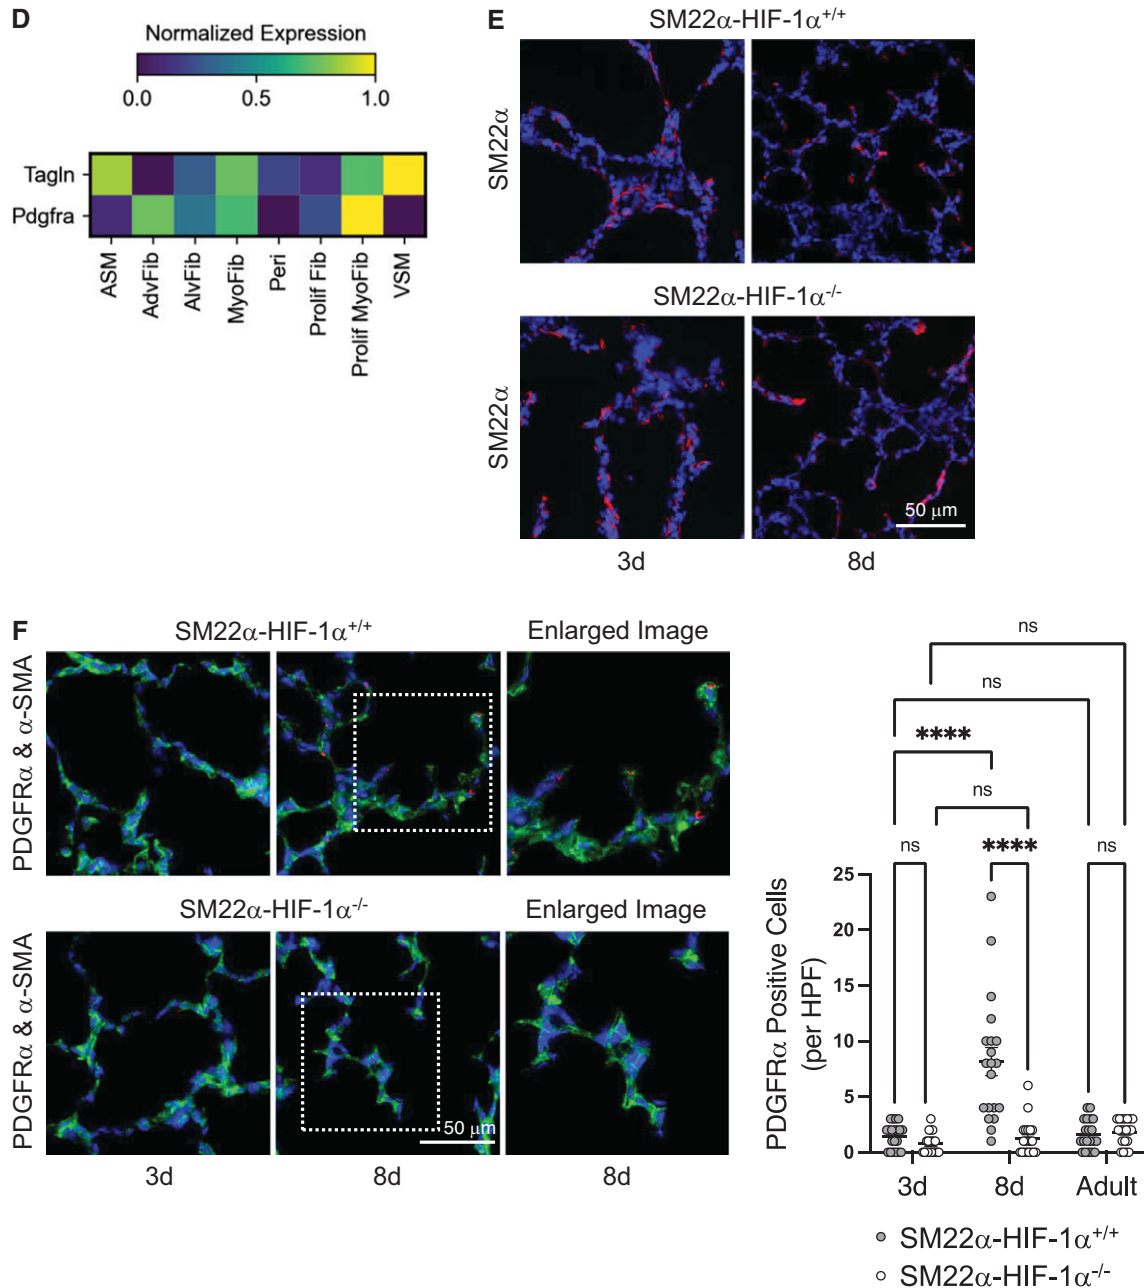 D
Normalized Expression
0.0 0.5 1.0
Tagln
Pdgfra
ASM
AdvFib
AlvFib
MyoFib
Peri
Prolif Fib
Prolif MyoFib
VSM
E
SM22α-HIF-1α+/+
SM22α
SM22α-HIF-1α-/-
SM22α
50 μm
3d 8d
F
SM22α-HIF-1α+/+ Enlarged Image
PDGFRα & α-SMA
SM22α-HIF-1α-/- Enlarged Image
PDGFRα & α-SMA
50 μm
3d 8d 8d
ns
ns
****
ns
ns **** ns
PDGFRα Positive Cells
(per HPF)
25
20
15
10
5
0
3d 8d Adult
SM22α-HIF-1α+/+
SM22α-HIF-1α-/-